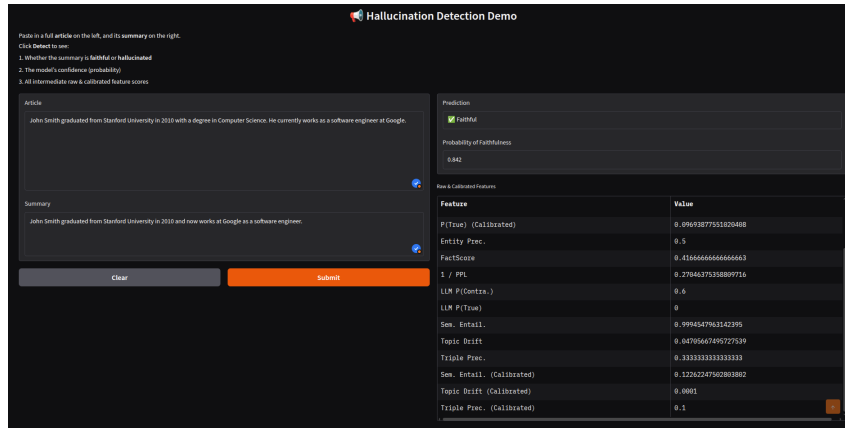 📢 Hallucination Detection Demo
Paste in a full article on the left, and its summary on the right.
Click Detect to see:
1. Whether the summary is faithful or hallucinated
2. The model's confidence (probability)
3. All intermediate raw & calibrated feature scores
Article
John Smith graduated from Stanford University in 2010 with a degree in Computer Science. He currently works as a software engineer at Google.
Summary
John Smith graduated from Stanford University in 2010 and now works at Google as a software engineer.
Clear
Submit
Prediction
✅ Faithful
Probability of Faithfulness
0.842
Raw & Calibrated Features
Feature Value
P(True) (Calibrated) 0.09693877551020408
Entity Prec. 0.5
FactScore 0.41666666666666663
1 / PPL 0.27046375358809716
LLM P(Contra.) 0.6
LLM P(True) 0
Sem. Entail. 0.9994547963142395
Topic Drift 0.04705667495727539
Triple Prec. 0.3333333333333333
Sem. Entail. (Calibrated) 0.12262247502803802
Topic Drift (Calibrated) 0.0001
Triple Prec. (Calibrated) 0.1